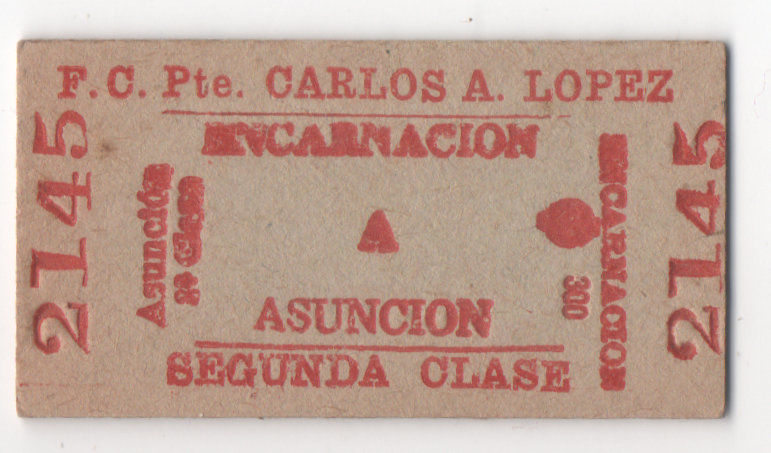 F.C. Pte. CARLOS A. LOPEZ
ENCARNACION
A
ASUNCION
SEGUNDA CLASE
2145
Asunción
2ª Clase
ENCARNACION
300
2145